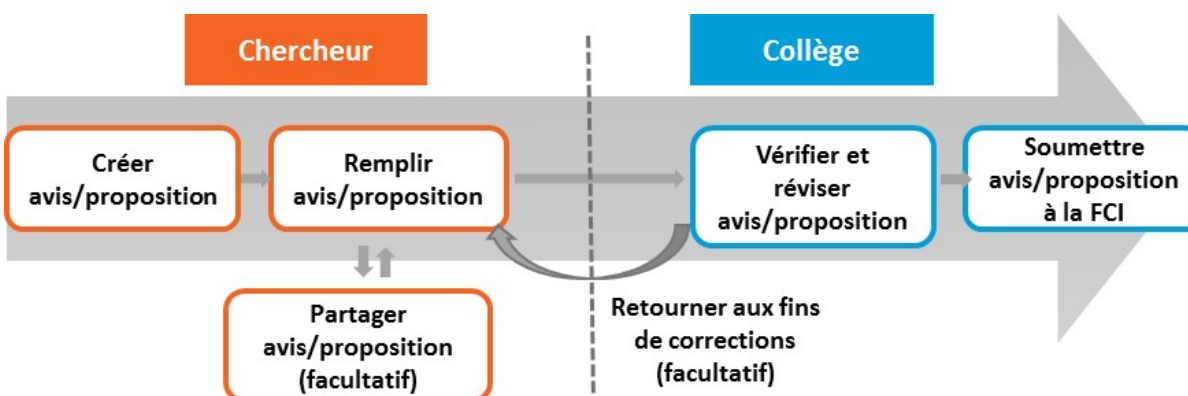 Chercheur
Collège
Créer
avis/proposition
Remplir
avis/proposition
Vérifier et
réviser
avis/proposition
Soumettre
avis/proposition
à la FCI
Partager
avis/proposition
(facultatif)
Retourner aux fins
de corrections
(facultatif)